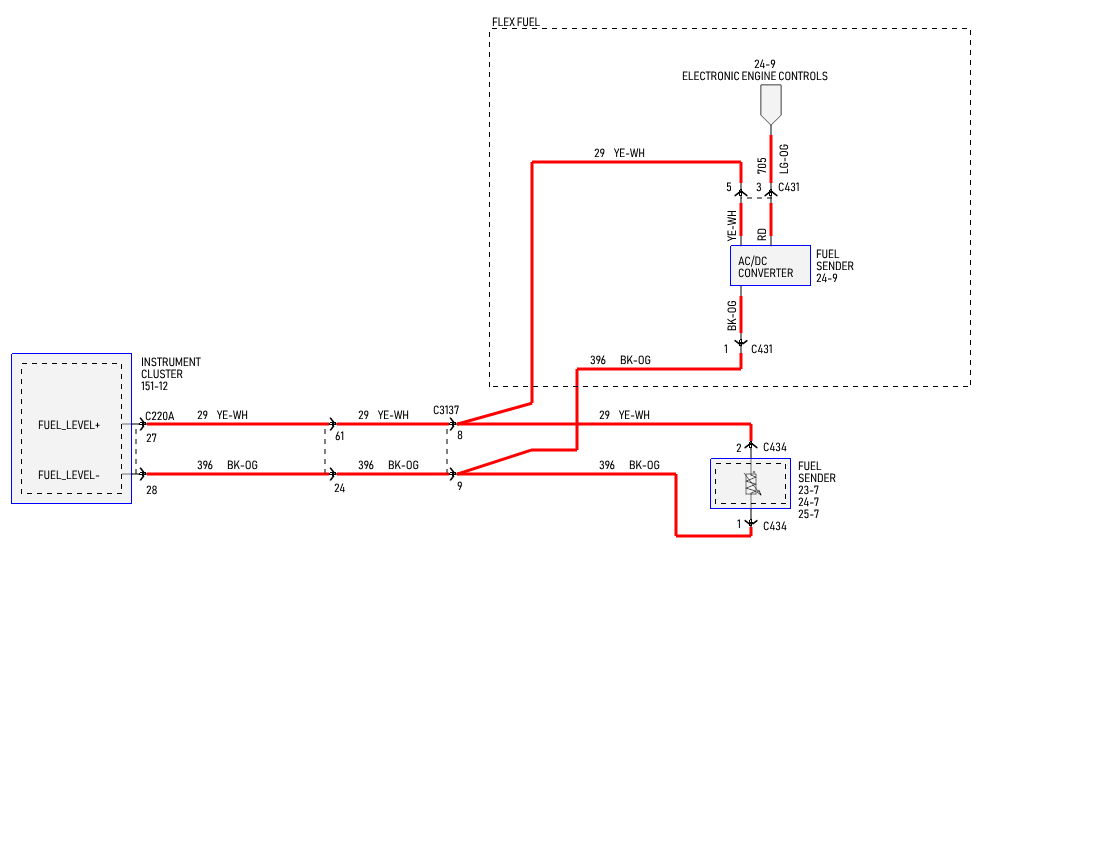 FLEX FUEL
24-9
ELECTRONIC ENGINE CONTROLS
705
LG-OG
29 YE-WH
5
3
C431
YE-WH
RD
AC/DC
CONVERTER
FUEL
SENDER
24-9
BK-OG
1
C431
396 BK-OG
INSTRUMENT
CLUSTER
151-12
FUEL_LEVEL+
C220A
27
29 YE-WH
61
29 YE-WH
C3137
8
29 YE-WH
FUEL_LEVEL-
28
396 BK-OG
24
396 BK-OG
9
396 BK-OG
2
C434
FUEL
SENDER
23-7
24-7
25-7
1
C434